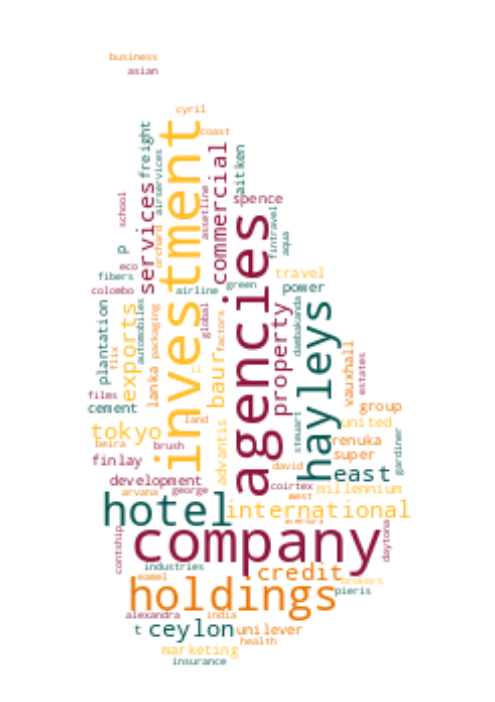 business
asian
cyril
coast
freight
airservices
investment
commercial
aitken
assetline
school
services
orchard
spence
agencies
fintravel
aqua
p
eco
fibers
travel
colombo
airline
green
power
plantation
flix
exports
automobiles
lanka
packaging
global
factors
baur
property
hayleys
dambakanda
vauxhall
estates
films
cement
li
land
group
tokyo
united
beira
brush
advantis
steuart
renuka
gardiner
finlay
super
david
east
development
coirtex
millennium
arvana
george
west
hotel
international
company
contship
daytona
industries
credit
eamel
brokers
holdings
pieris
alexandra
india
t
ceylon
unilever
health
marketing
insurance